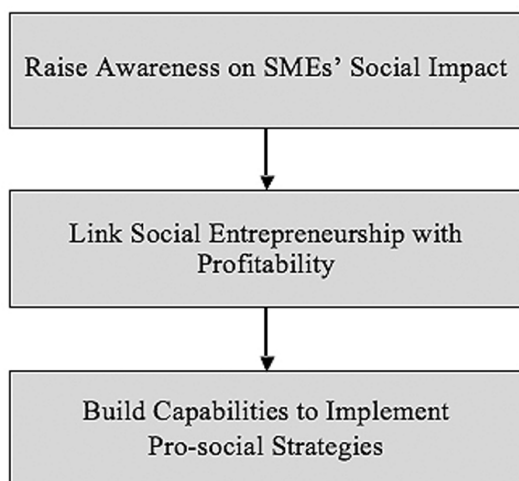 Raise Awareness on SMEs’ Social Impact
Link Social Entrepreneurship with
Profitability
Build Capabilities to Implement
Pro-social Strategies